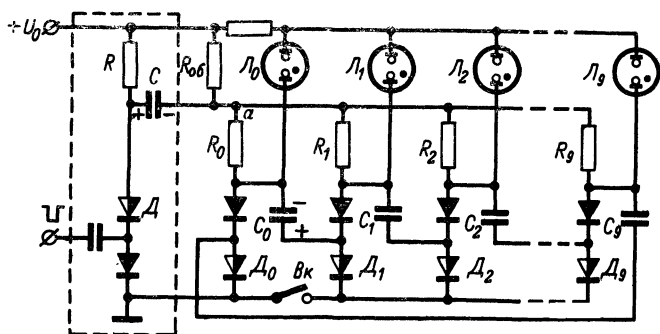 +U₀ R C Rоб Л₀ Л₁ Л₂ Л₉
+ - а
R₀ R₁ R₂ R₉
Д - C₀ + C₁ C₂ C₉
Д₀ Вк Д₁ Д₂ Д₉